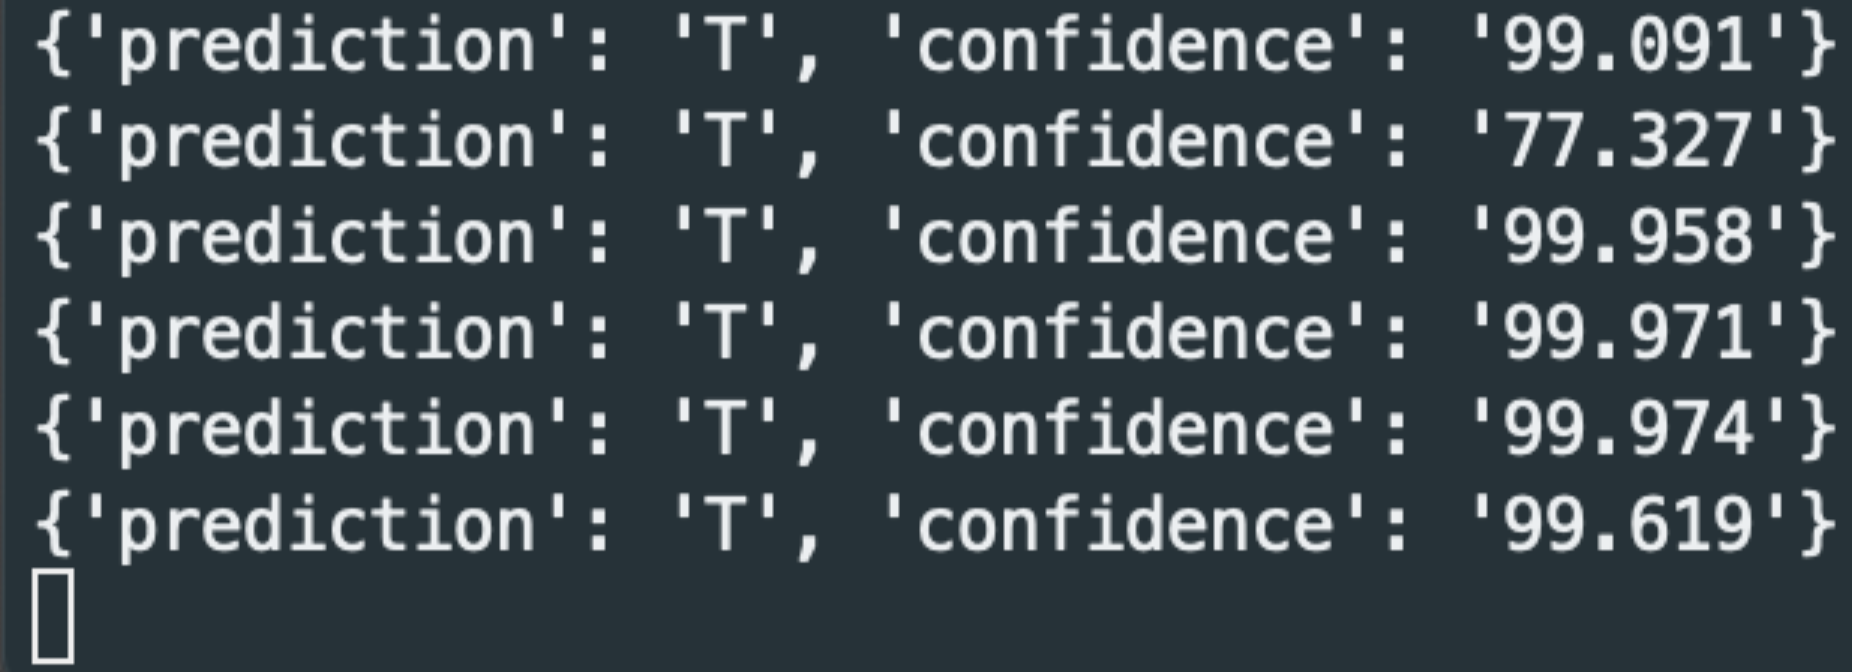 {'prediction': 'T', 'confidence': '99.091'}
{'prediction': 'T', 'confidence': '77.327'}
{'prediction': 'T', 'confidence': '99.958'}
{'prediction': 'T', 'confidence': '99.971'}
{'prediction': 'T', 'confidence': '99.974'}
{'prediction': 'T', 'confidence': '99.619'}